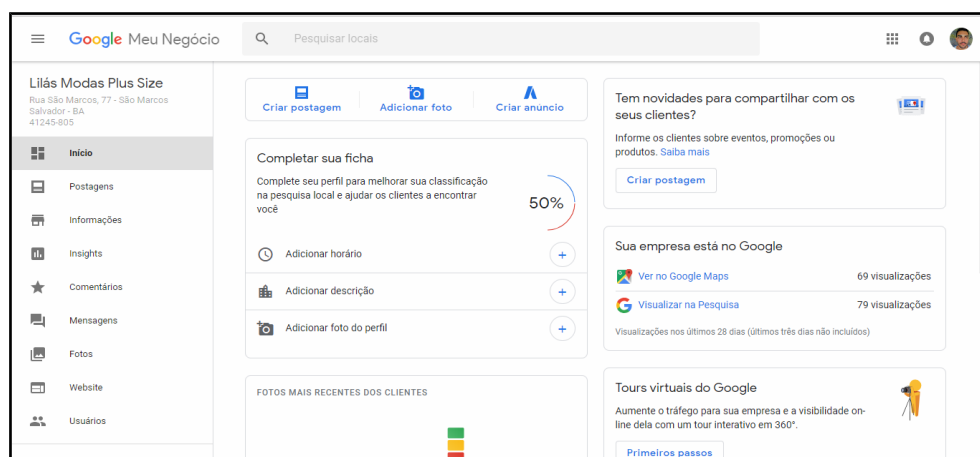 Google Meu Negócio
Pesquisar locais
Lilás Modas Plus Size
Rua São Marcos, 77 - São Marcos
Salvador - BA
41245-805
Início
Postagens
Informações
Insights
Comentários
Mensagens
Fotos
Website
Usuários
Criar postagem
Adicionar foto
Criar anúncio
Completar sua ficha
Complete seu perfil para melhorar sua classificação
na pesquisa local e ajudar os clientes a encontrar
você
50%
Adicionar horário
Adicionar descrição
Adicionar foto do perfil
FOTOS MAIS RECENTES DOS CLIENTES
Tem novidades para compartilhar com os
seus clientes?
Informe os clientes sobre eventos, promoções ou
produtos. Saiba mais
Criar postagem
Sua empresa está no Google
Ver no Google Maps 69 visualizações
Visualizar na Pesquisa 79 visualizações
Visualizações nos últimos 28 dias (últimos três dias não incluídos)
Tours virtuais do Google
Aumente o tráfego para sua empresa e a visibilidade on-
line dela com um tour interativo em 360°.
Primeiros passos